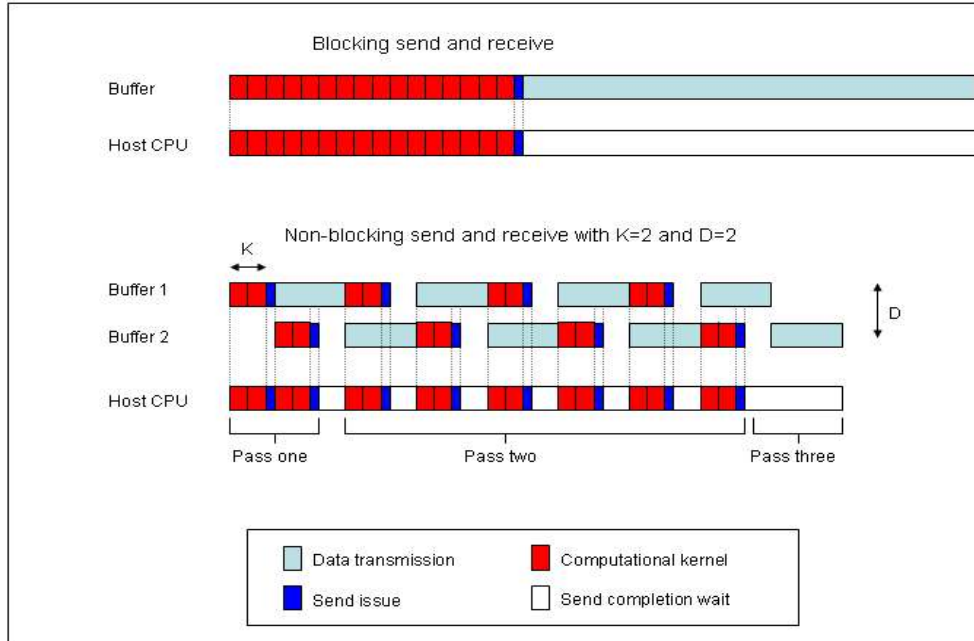 Blocking send and receive
Buffer
Host CPU
Non-blocking send and receive with K=2 and D=2
K
Buffer 1
D
Buffer 2
Host CPU
Pass one
Pass two
Pass three
Data transmission
Computational kernel
Send issue
Send completion wait